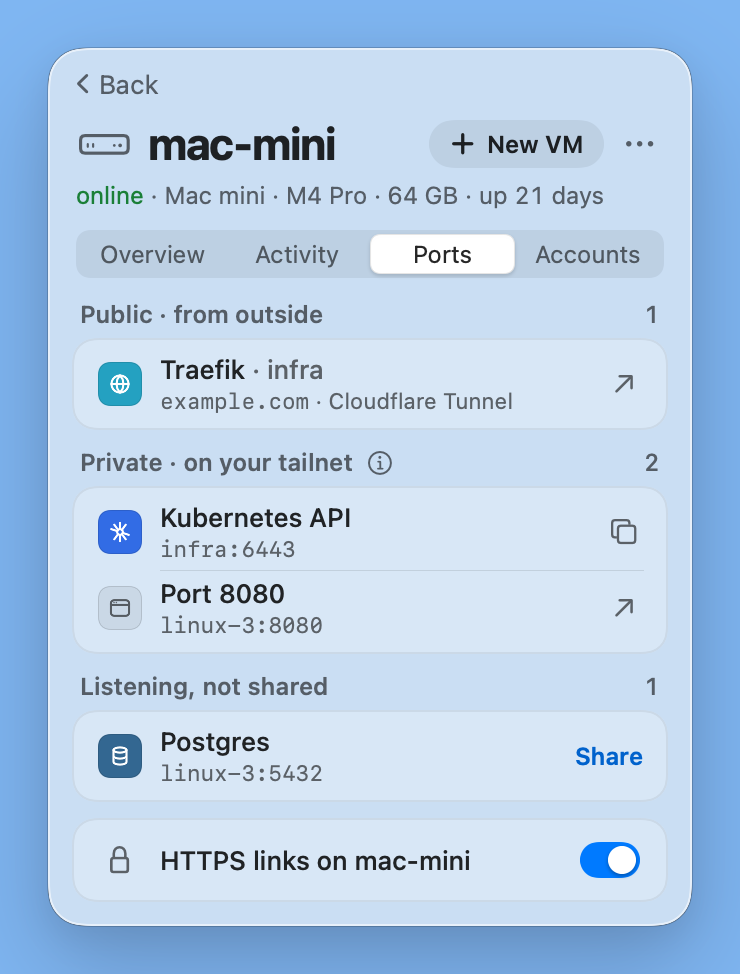 Back
mac-mini
New VM
online · Mac mini · M4 Pro · 64 GB · up 21 days
Overview Activity Ports Accounts
Public · from outside 1
Traefik · infra
example.com · Cloudflare Tunnel
Private · on your tailnet 2
Kubernetes API
infra:6443
Port 8080
linux-3:8080
Listening, not shared 1
Postgres
linux-3:5432
Share
HTTPS links on mac-mini